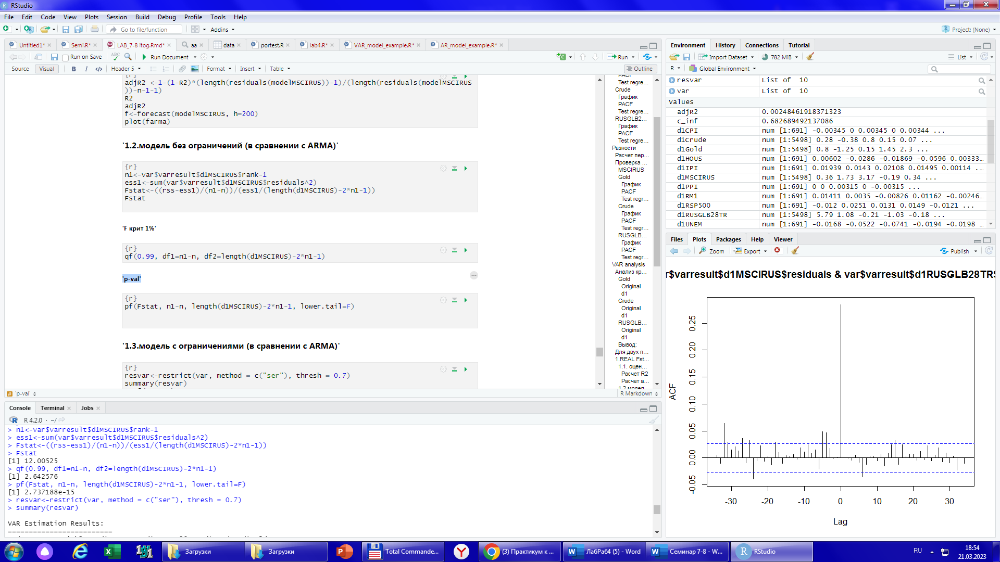 RStudio
File Edit Code View Plots Session Build Debug Profile Tools Help
Go to file/function Addins Project: (None)
Untitled1* Semi.R* LAB_7-8 itog.Rmd* aa data portest.R lab4.R* VAR_model_example.R* AR_model_example.R*
Run on Save ABC Run Document Run
Source Visual B I </> Header 5 Format Insert Table Outline
{r}
adjR2 <-1-(1-R2)*(length(residuals(modelMSCIRUS))-1)/(length(residuals(modelMSCIRUS
))-n-1-1)
R2
adjR2
f<-forecast(modelMSCIRUS, h=200)
plot(farma)
'1.2.модель без ограничений (в сравнении с ARMA)'
{r}
n1<-var$varresult$d1MSCIRUS$rank-1
ess1<-sum(var$varresult$d1MSCIRUS$residuals^2)
Fstat<-((rss-ess1)/(n1-n))/(ess1/(length(d1MSCIRUS)-2*n1-1))
Fstat
'F крит 1%'
{r}
qf(0.99, df1=n1-n, df2=length(d1MSCIRUS)-2*n1-1)
'p-val'
{r}
pf(Fstat, n1-n, length(d1MSCIRUS)-2*n1-1, lower.tail=F)
'1.3.модель с ограничениями (в сравнении с ARMA)'
{r}
resvar<-restrict(var, method = c("ser"), thresh = 0.7)
summary(resvar)
PACF
Test regre...
Crude
График
PACF
Test regre...
RUSGLB2...
График
PACF
Test regre...
Разности
Расчет пер...
Проверка ...
MSCIRUS
Gold
График
PACF
Test regr...
Crude
График
PACF
Test regr...
RUSGLB...
График
PACF
Test regr...
VAR analysis
Анализ кр...
Gold
Original
d1
Crude
Original
d1
RUSGLB...
Original
d1
Вывод:
Для двух п...
1.REAL Fst...
1.1. оцен...
Расчет R2
Расчет а...
1.2.модел...
'p-val' R Markdown
Console Terminal Jobs
R 4.2.0 · ~/
> n1<-var$varresult$d1MSCIRUS$rank-1
> ess1<-sum(var$varresult$d1MSCIRUS$residuals^2)
> Fstat<-((rss-ess1)/(n1-n))/(ess1/(length(d1MSCIRUS)-2*n1-1))
> Fstat
[1] 12.00525
> qf(0.99, df1=n1-n, df2=length(d1MSCIRUS)-2*n1-1)
[1] 2.642576
> pf(Fstat, n1-n, length(d1MSCIRUS)-2*n1-1, lower.tail=F)
[1] 2.737188e-15
> resvar<-restrict(var, method = c("ser"), thresh = 0.7)
> summary(resvar)
VAR Estimation Results:
=========================
Environment History Connections Tutorial
Import Dataset 782 MiB List
R Global Environment
resvar List of 10
var List of 10
Values
adjR2 0.00248461918371323
c_inf 0.682689492137086
d1CPI num [1:691] -0.00345 0 0.00345 0 0.00344 ...
d1Crude num [1:5498] 0.28 -0.38 0.8 0.15 0.07 ...
d1Gold num [1:5498] 0.8 -1.25 0.15 1.45 2.3 ...
d1HOUS num [1:691] 0.00602 -0.0286 -0.01869 -0.0596 0.00333...
d1IPI num [1:691] 0.01939 0.0143 0.02108 0.01495 0.00114 ...
d1MSCIRUS num [1:5498] 0.36 1.73 3.17 -0.19 0.34 ...
d1PPI num [1:691] 0 0 0.00315 0 -0.00315 ...
d1RM1 num [1:691] 0.01411 0.0035 -0.00826 0.01162 -0.00246...
d1RSP500 num [1:691] -0.012 0.0251 0.0131 0.0149 -0.0121 ...
d1RUSGLB28TR num [1:5498] 5.79 1.08 -0.21 -1.03 -0.18 ...
d1UNEM num [1:691] -0.0168 -0.0522 -0.0741 -0.0194 -0.0198 ...
Files Plots Packages Help Viewer
Zoom Export Publish
r$varresult$d1MSCIRUS$residuals & var$varresult$d1RUSGLB28TR$
ACF
0.25
0.20
0.15
0.10
0.05
0.00
-0.05
-30 -20 -10 0 10 20 30
Lag
Загрузки Загрузки Total Commande... (3) Практикум к ... ЛабРаб4 (5) - Word Семинар 7-8 - W... RStudio RU 18:54
21.03.2023